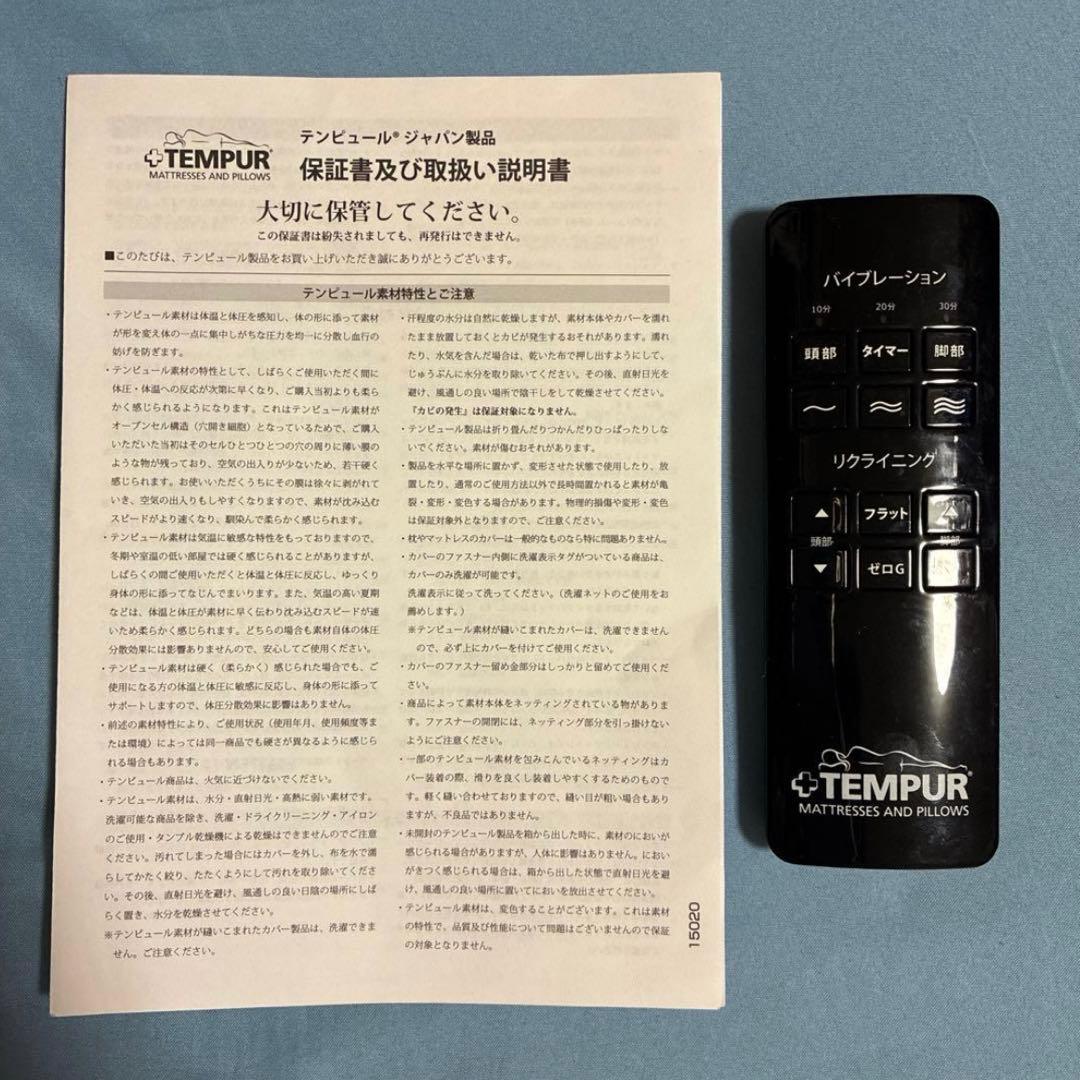 TEMPUR®
MATTRESSES AND PILLOWS
テンピュール®ジャパン製品
保証書及び取扱い説明書
大切に保管してください。
この保証書は紛失されましても、再発行はできません。
■このたびは、テンピュール製品をお買い上げいただき誠にありがとうございます。
テンピュール素材特性とご注意
・テンピュール素材は体温と体圧を感知し、体の形に添って素材
が形を変え体の一点に集中しがちな圧力を均一に分散し血行の
妨げを防ぎます。
・テンピュール素材の特性として、しばらくご使用いただく間に
体圧・体温への反応が次第に早くなり、ご購入当初よりも柔ら
かく感じられるようになります。これはテンピュール素材が
オープンセル構造（穴開き細胞）となっているためで、ご購入
いただいた当初はそのセルひとつひとつの穴の周りに薄い膜の
ような物が残っており、空気の出入りが少ないため、若干硬く
感じられます。お使いいただくうちにその膜は徐々に剥がれて
いき、空気の出入りもしやすくなりますので、素材が沈み込む
スピードがより速くなり、馴染んで柔らかく感じられます。
・テンピュール素材は気温に敏感な特性をもっておりますので、
冬期や室温の低い部屋では硬く感じられることがありますが、
しばらくの間ご使用いただくと体温と体圧に反応し、ゆっくり
身体の形に添ってなじんでまいります。また、気温の高い夏期
などは、体温と体圧が素材に早く伝わり沈み込むスピードが速
いため柔らかく感じられます。どちらの場合も素材自体の体圧
分散効果には影響ありませんので、安心してご使用ください。
・テンピュール素材は硬く（柔らかく）感じられた場合でも、ご
使用になる方の体温と体圧に敏感に反応し、身体の形に添って
サポートしますので、体圧分散効果に影響はありません。
・前述の素材特性により、ご使用状況（使用年月、使用頻度等ま
たは環境）によっては同一商品でも硬さが異なるように感じら
れる場合もあります。
・テンピュール商品は、火気に近づけないでください。
・テンピュール素材は、水分・直射日光・高熱に弱い素材です。
洗濯可能な商品を除き、洗濯・ドライクリーニング・アイロン
のご使用・タンブル乾燥機による乾燥はできませんのでご注意
ください。汚れてしまった場合にはカバーを外し、布を水で濡
らしてかたく絞り、たたくようにして汚れを取り除いてくださ
い。その後、直射日光を避け、風通しの良い日陰の場所にしば
らく置き、水分を乾燥させてください。
※テンピュール素材が縫いこまれたカバー製品は、洗濯できま
せん。ご注意ください。
・汗程度の水分は自然に乾燥しますが、素材本体やカバーを濡れ
たまま放置しておくとカビが発生するおそれがあります。濡れ
たり、水気を含んだ場合は、乾いた布で押し出すようにして、
じゅうぶんに水分を取り除いてください。その後、直射日光を
避け、風通しの良い場所で陰干しをして乾燥させてください。
『カビの発生』は保証対象になりません。
・テンピュール製品は折り畳んだりつかんだりひっぱったりしな
いでください。素材が傷むおそれがあります。
・製品を水平な場所に置かず、変形させた状態で使用したり、放
置したり、通常のご使用方法以外で長時間置かれると素材が亀
裂・変形・変色する場合があります。物理的損傷や変形・変色
は保証対象外となりますので、ご注意ください。
・枕やマットレスのカバーは一般的なものなら特に問題ありません。
・カバーのファスナー内側に洗濯表示タグがついている商品は、
カバーのみ洗濯が可能です。
洗濯表示に従って洗ってください。（洗濯ネットのご使用をお
薦めします。）
※テンピュール素材が縫いこまれたカバーは、洗濯できません
ので、必ず上にカバーを付けてご使用ください。
・カバーのファスナー留め金部分はしっかりと留めてご使用くだ
さい。
・商品によって素材本体をネッティングされている物がありま
す。ファスナーの開閉には、ネッティング部分を引っ掛けない
ようにご注意ください。
・一部のテンピュール素材を包みこんでいるネッティングはカ
バー装着の際、滑りを良くし装着しやすくするためのもので
す。軽く縫い合わせておりますので、縫い目が粗い場合もあり
ますが、不良品ではありません。
・未開封のテンピュール製品を箱から出した時に、素材のにおいが
感じられる場合がありますが、人体に影響はありません。におい
がきつく感じられる場合は、箱から出した状態で直射日光を避
け、風通しの良い場所に置いてにおいを放出させてください。
・テンピュール素材は、変色することがございます。これは素材
の特性で、品質及び性能について問題はございませんので保証
の対象となりません。
15020
バイブレーション
10分 20分 30分
頭部 タイマー 脚部
リクライニング
フラット
頭部 脚部
ゼロG
TEMPUR®
MATTRESSES AND PILLOWS